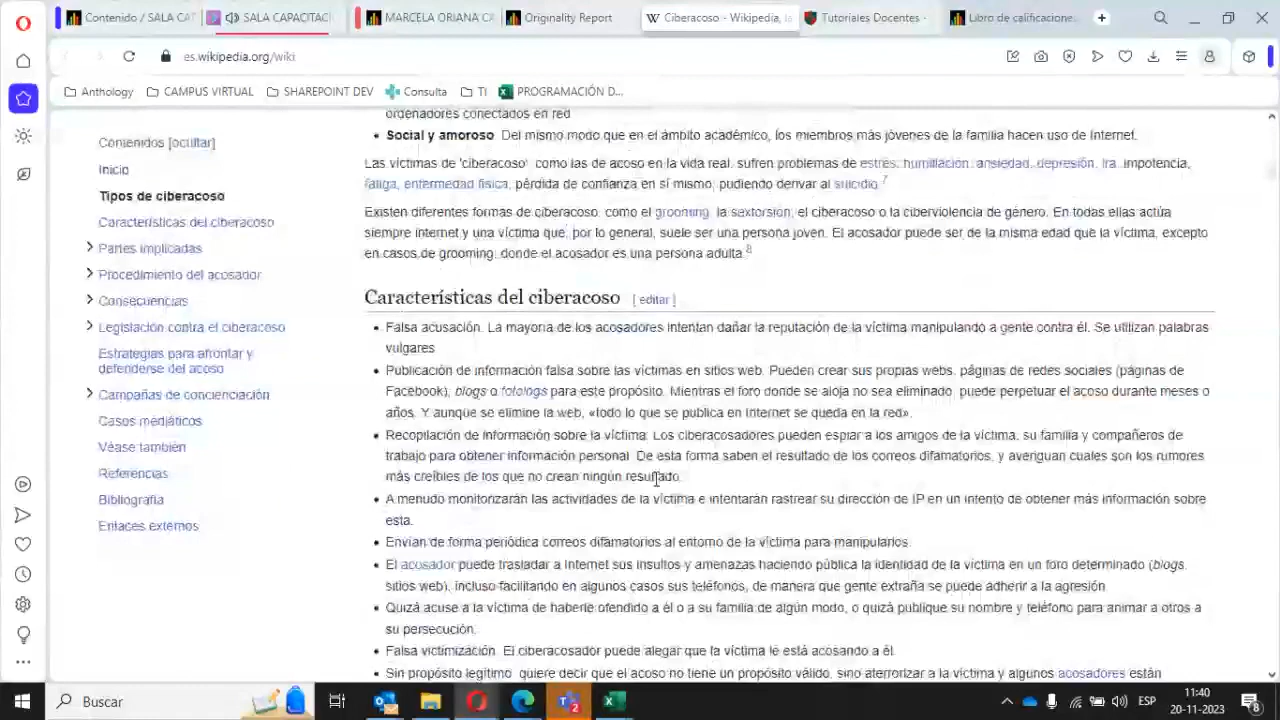 Contenido / SALA CAT
SALA CAPACITAC
MARCELA ORIANA CA
Originality Report
Ciberacoso - Wikipedia, la
Tutoriales Docentes -
Libro de calificacione
es.wikipedia.org/wiki
Anthology
CAMPUS VIRTUAL
SHAREPOINT DEV
Consulta
TI
PROGRAMACIÓN D...
Contenidos [ocultar]
Inicio
Tipos de ciberacoso
Características del ciberacoso
Partes implicadas
Procedimiento del acosador
Consecuencias
Legislación contra el ciberacoso
Estrategias para afrontar y
defenderse del acoso
Campañas de concienciación
Casos mediáticos
Véase también
Referencias
Bibliografía
Enlaces externos
ordenadores conectados en red
• Social y amoroso Del mismo modo que en el ámbito académico, los miembros más jóvenes de la familia hacen uso de Internet.
Las víctimas de 'ciberacoso' como las de acoso en la vida real, sufren problemas de estrés, humillación, ansiedad, depresión, ira, impotencia,
fatiga, enfermedad física, pérdida de confianza en sí mismo, pudiendo derivar al suicidio.7
Existen diferentes formas de ciberacoso, como el grooming, la sextorsión, el ciberacoso o la ciberviolencia de género. En todas ellas actúa
siempre internet y una víctima que, por lo general, suele ser una persona joven. El acosador puede ser de la misma edad que la víctima, excepto
en casos de grooming, donde el acosador es una persona adulta.8
Características del ciberacoso [ editar ]
• Falsa acusación. La mayoría de los acosadores intentan dañar la reputación de la víctima manipulando a gente contra él. Se utilizan palabras
vulgares
• Publicación de información falsa sobre las víctimas en sitios web. Pueden crear sus propias webs, páginas de redes sociales (páginas de
Facebook), blogs o fotologs para este propósito. Mientras el foro donde se aloja no sea eliminado, puede perpetuar el acoso durante meses o
años. Y aunque se elimine la web, «todo lo que se publica en Internet se queda en la red».
• Recopilación de información sobre la víctima. Los ciberacosadores pueden espiar a los amigos de la víctima, su familia y compañeros de
trabajo para obtener información personal. De esta forma saben el resultado de los correos difamatorios, y averiguan cuales son los rumores
más creíbles de los que no crean ningún resultado.
• A menudo monitorizarán las actividades de la víctima e intentarán rastrear su dirección de IP en un intento de obtener más información sobre
esta.
• Envían de forma periódica correos difamatorios al entorno de la víctima para manipularlos.
• El acosador puede trasladar a Internet sus insultos y amenazas haciendo pública la identidad de la víctima en un foro determinado (blogs,
sitios web), incluso facilitando en algunos casos sus teléfonos, de manera que gente extraña se puede adherir a la agresión.
• Quizá acuse a la víctima de haberle ofendido a él o a su familia de algún modo, o quizá publique su nombre y teléfono para animar a otros a
su persecución.
• Falsa victimización. El ciberacosador puede alegar que la víctima le está acosando a él.
• Sin propósito legítimo quiere decir que el acoso no tiene un propósito válido, sino aterrorizar a la víctima y algunos acosadores están
Buscar
ESP
11:40
20-11-2023
8